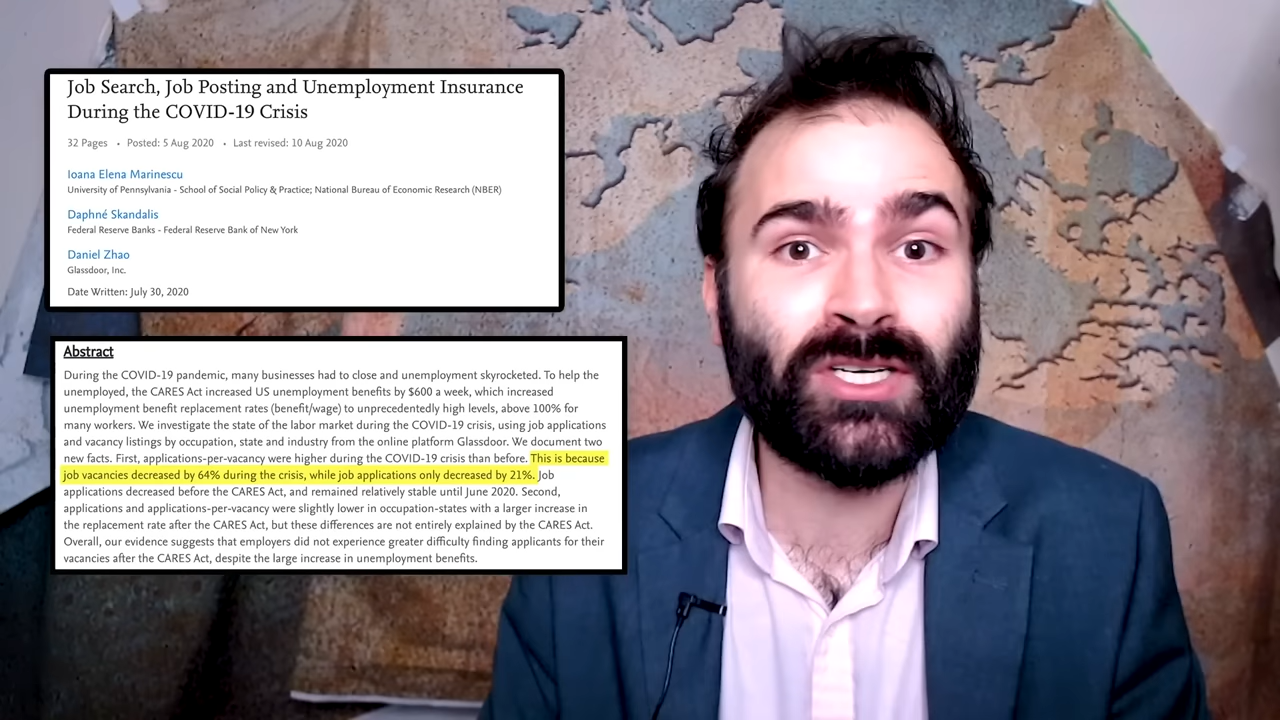 Job Search, Job Posting and Unemployment Insurance
During the COVID-19 Crisis
32 Pages • Posted: 5 Aug 2020 • Last revised: 10 Aug 2020
Ioana Elena Marinescu
University of Pennsylvania - School of Social Policy & Practice; National Bureau of Economic Research (NBER)
Daphné Skandalis
Federal Reserve Banks - Federal Reserve Bank of New York
Daniel Zhao
Glassdoor, Inc.
Date Written: July 30, 2020
Abstract
During the COVID-19 pandemic, many businesses had to close and unemployment skyrocketed. To help the
unemployed, the CARES Act increased US unemployment benefits by $600 a week, which increased
unemployment benefit replacement rates (benefit/wage) to unprecedentedly high levels, above 100% for
many workers. We investigate the state of the labor market during the COVID-19 crisis, using job applications
and vacancy listings by occupation, state and industry from the online platform Glassdoor. We document two
new facts. First, applications-per-vacancy were higher during the COVID-19 crisis than before. This is because
job vacancies decreased by 64% during the crisis, while job applications only decreased by 21%. Job
applications decreased before the CARES Act, and remained relatively stable until June 2020. Second,
applications and applications-per-vacancy were slightly lower in occupation-states with a larger increase in
the replacement rate after the CARES Act, but these differences are not entirely explained by the CARES Act.
Overall, our evidence suggests that employers did not experience greater difficulty finding applicants for their
vacancies after the CARES Act, despite the large increase in unemployment benefits.